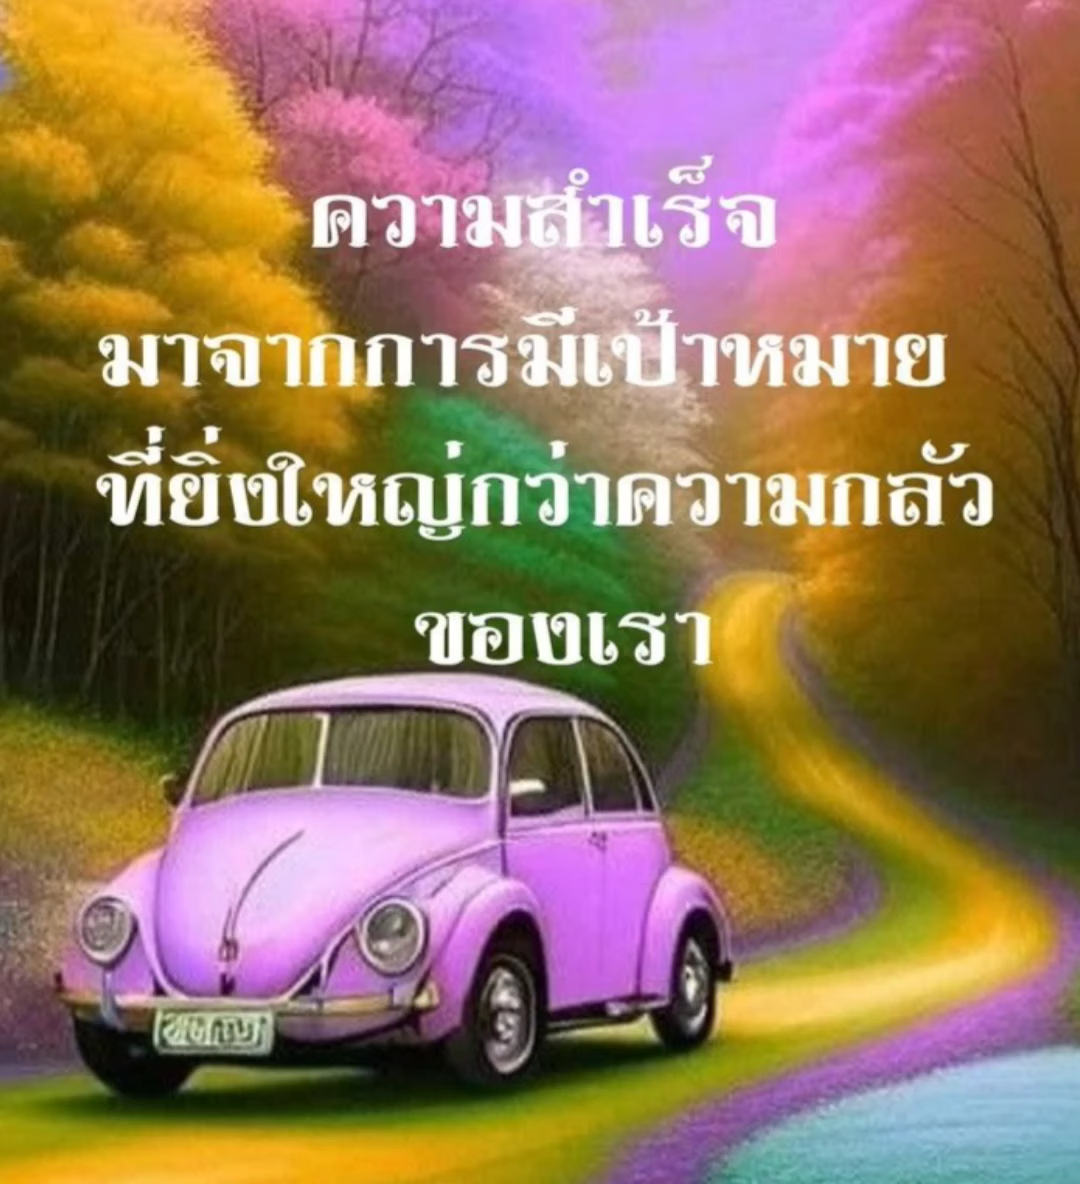 ความสำเร็จ
มาจากการมีเป้าหมาย
ที่ยิ่งใหญ่กว่าความกลัว
ของเรา